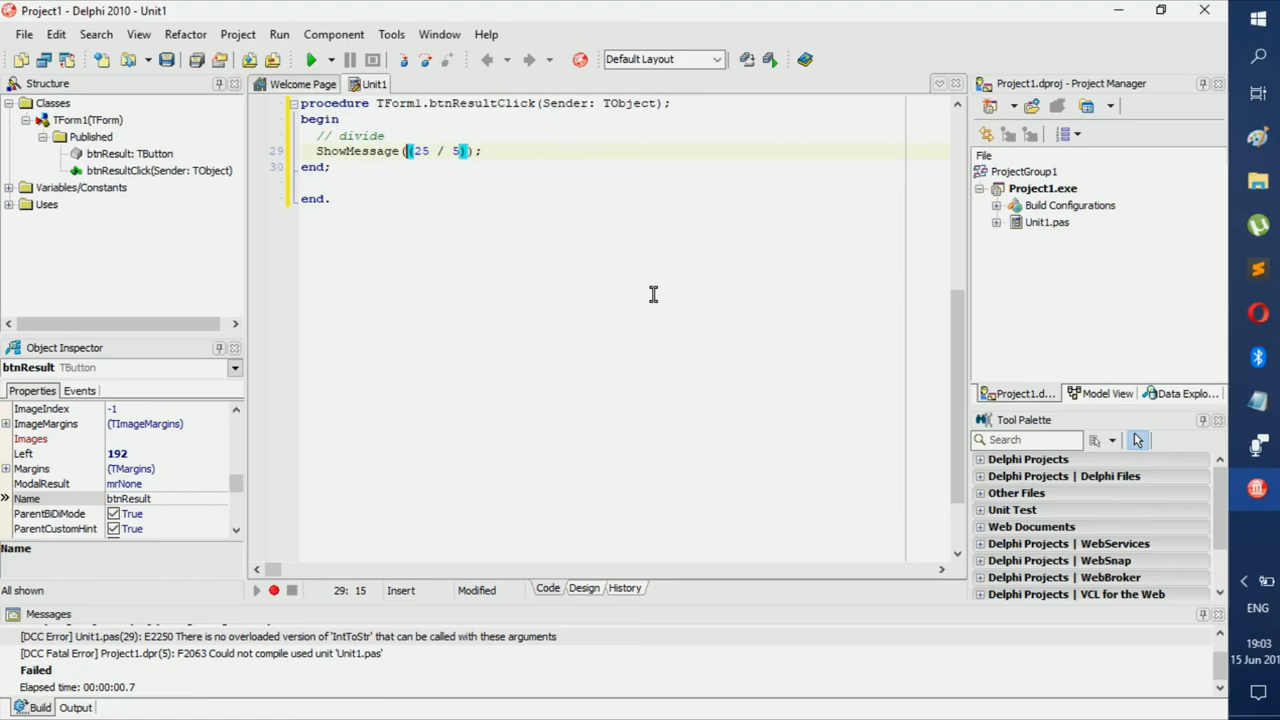 Project1 - Delphi 2010 - Unit1
File Edit Search View Refactor Project Run Component Tools Window Help
Default Layout
Structure
Classes
TForm1(TForm)
Published
btnResult: TButton
btnResultClick(Sender: TObject)
Variables/Constants
Uses
Object Inspector
btnResult TButton
Properties Events
ImageIndex -1
ImageMargins (TImageMargins)
Images
Left 192
Margins (TMargins)
ModalResult mrNone
Name btnResult
ParentBiDiMode True
ParentCustomHint True
Name
All shown
Welcome Page Unit1
procedure TForm1.btnResultClick(Sender: TObject);
begin
// divide
29 ShowMessage((25 / 5));
30 end;
end.
29: 15 Insert Modified Code Design History
Project1.dproj - Project Manager
File
ProjectGroup1
Project1.exe
Build Configurations
Unit1.pas
Project1.d... Model View Data Explo...
Tool Palette
Search
Delphi Projects
Delphi Projects | Delphi Files
Other Files
Unit Test
Web Documents
Delphi Projects | WebServices
Delphi Projects | WebSnap
Delphi Projects | WebBroker
Delphi Projects | VCL for the Web
Messages
[DCC Error] Unit1.pas(29): E2250 There is no overloaded version of 'IntToStr' that can be called with these arguments
[DCC Fatal Error] Project1.dpr(5): F2063 Could not compile used unit 'Unit1.pas'
Failed
Elapsed time: 00:00:00.7
Build Output
ENG
19:03
15 Jun 201